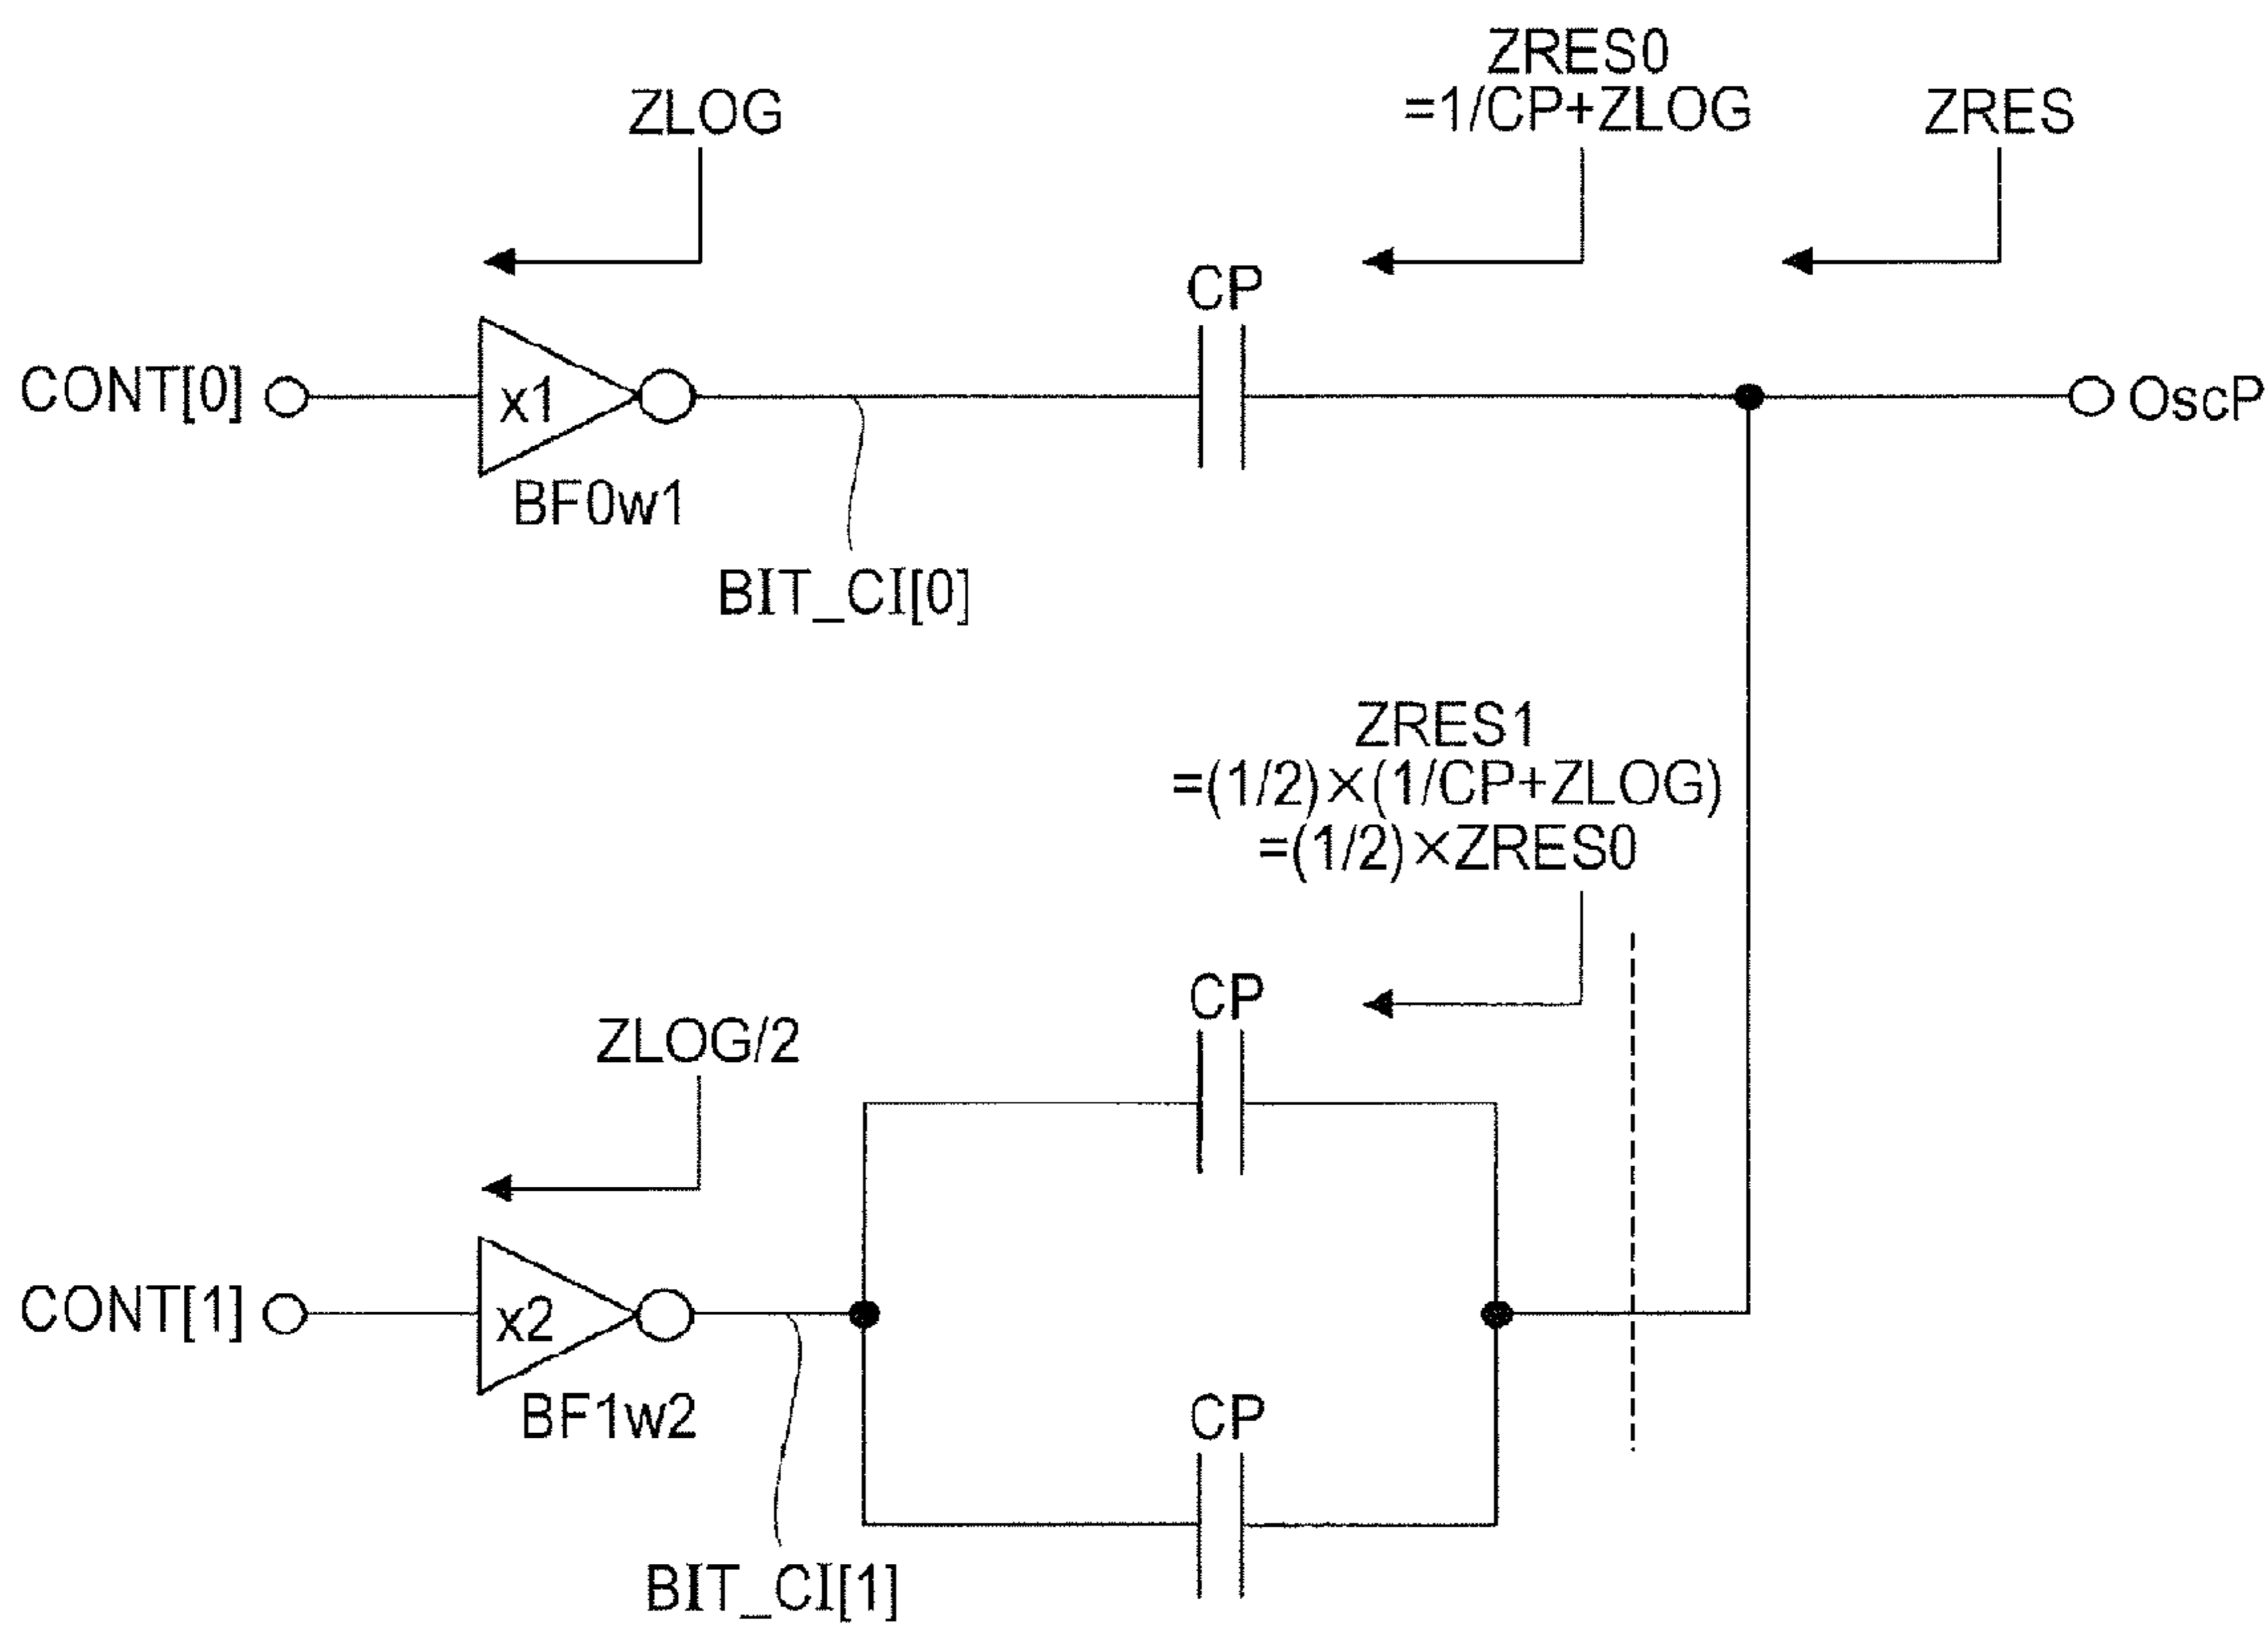 ZRES0
=1/CP+ZLOG
ZLOG
ZRES
CP
CONT[0]
x1
OscP
BF0w1
BIT_CI[0]
ZRES1
=(1/2)×(1/CP+ZLOG)
=(1/2)×ZRES0
CP
ZLOG/2
CONT[1]
x2
BF1w2
CP
BIT_CI[1]